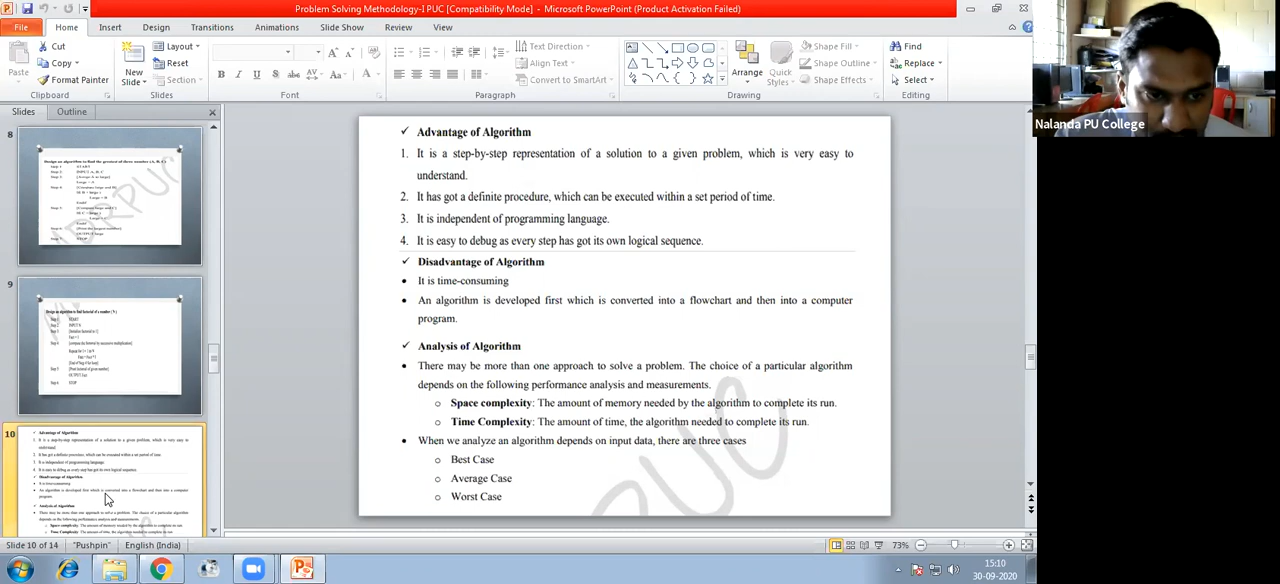 Problem Solving Methodology-I PUC [Compatibility Mode] - Microsoft PowerPoint (Product Activation Failed)
File Home Insert Design Transitions Animations Slide Show Review View
Paste
Cut
Copy
Format Painter
Clipboard
New
Slide
Layout
Reset
Section
Slides
Font
Text Direction
Align Text
Convert to SmartArt
Paragraph
Arrange
Quick
Styles
Shape Fill
Shape Outline
Shape Effects
Drawing
Find
Replace
Select
Editing
Nalanda PU College
Slides Outline
8
9
10
Advantage of Algorithm
1. It is a step-by-step representation of a solution to a given problem, which is very easy to
understand.
2. It has got a definite procedure, which can be executed within a set period of time.
3. It is independent of programming language.
4. It is easy to debug as every step has got its own logical sequence.
Disadvantage of Algorithm
It is time-consuming
An algorithm is developed first which is converted into a flowchart and then into a computer
program.
Analysis of Algorithm
There may be more than one approach to solve a problem. The choice of a particular algorithm
depends on the following performance analysis and measurements.
Space complexity: The amount of memory needed by the algorithm to complete its run.
Time Complexity: The amount of time, the algorithm needed to complete its run.
When we analyze an algorithm depends on input data, there are three cases
Best Case
Average Case
Worst Case
Slide 10 of 14 "Pushpin" English (India)
73%
15:10
30-09-2020